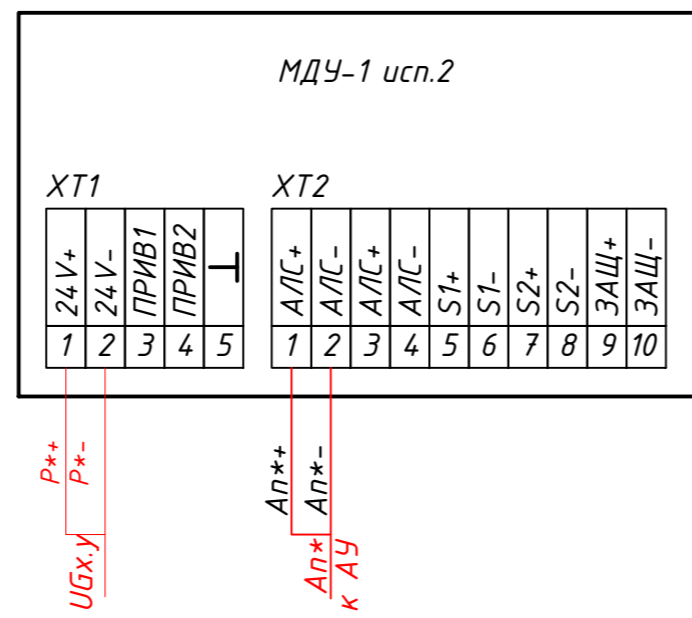 МДУ-1 исп.2
XT1
XT2
24V+
24V-
ПРИВ1
ПРИВ2
АЛС+
АЛС-
АЛС+
АЛС-
S1+
S1-
S2+
S2-
ЗАЩ+
ЗАЩ-
1 2 3 4 5
1 2 3 4 5 6 7 8 9 10
P*+
P*-
Ап*+
Ап*-
UGx.y
Ап*
к АУ